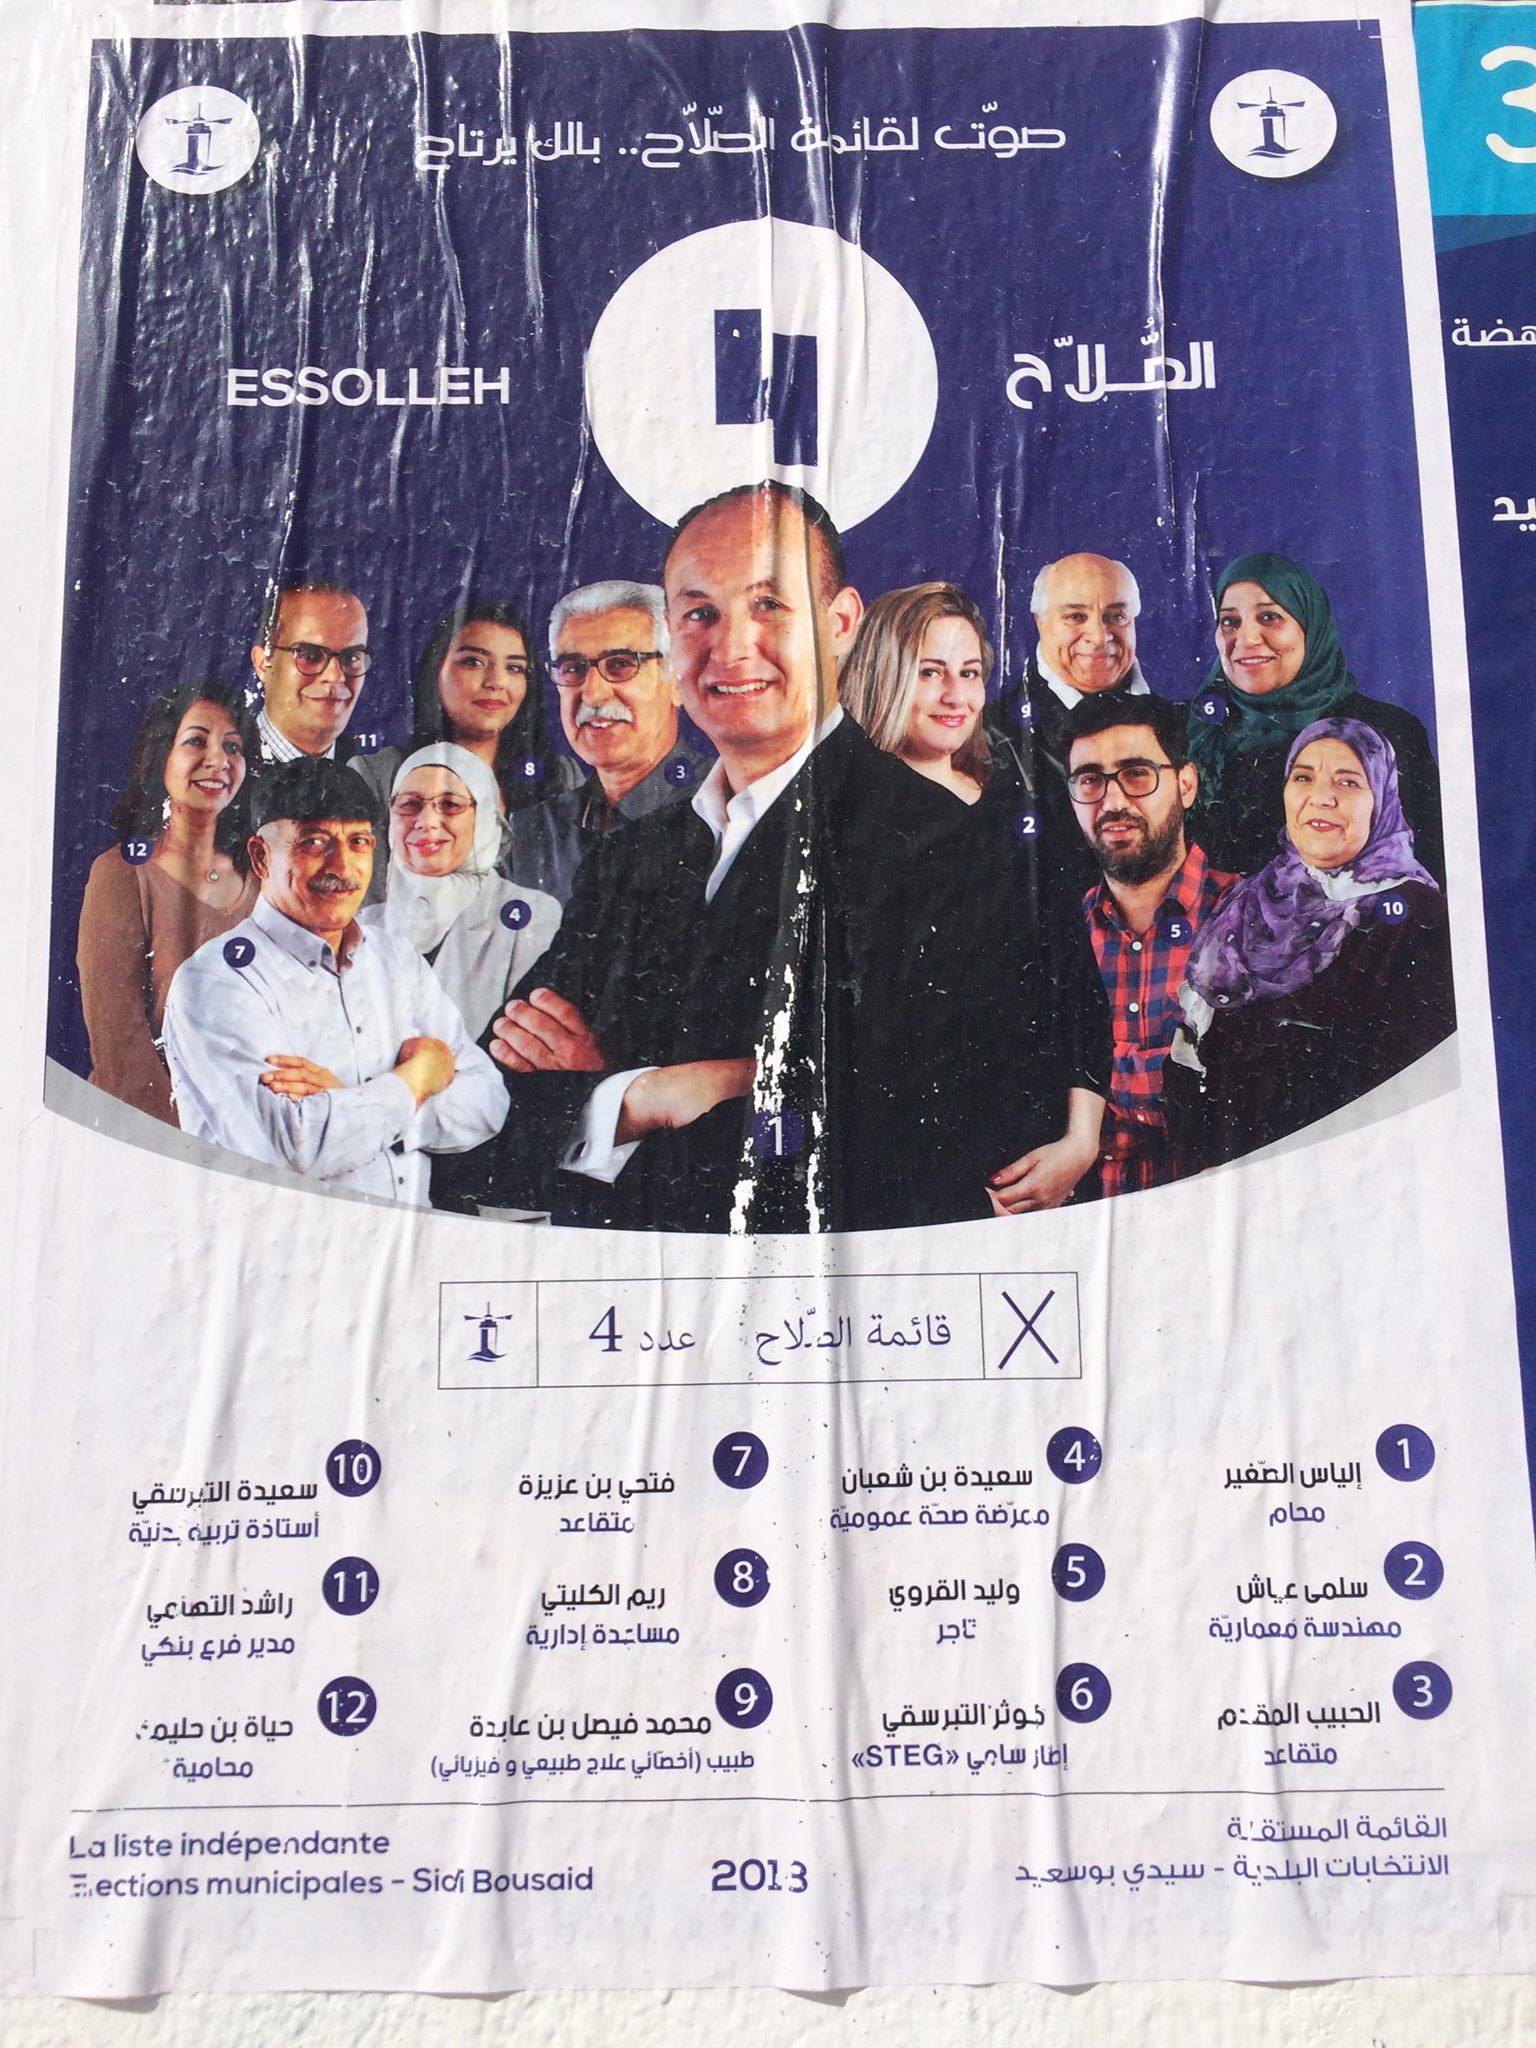 صوّت لقائمة الصّلاّح.. بالك يرتاح
ESSOLLEH
الصُّلاّح
3
هضة
يد
11
8
3
9
6
12
2
7
4
5
10
1
X
قائمة الصّلاح عدد 4
1
إلياس الصّغير
محام
2
سلمى عياش
مهندسة معماريّة
3
الحبيب المقدم
متقاعد
4
سعيدة بن شعبان
ممرّضة صحّة عموميّة
5
وليد القروي
تاجر
6
كوثر التبرسقي
إطار سامي «STEG»
7
فتحي بن عزيزة
متقاعد
8
ريم الكليتي
مساعدة إدارية
9
محمد فيصل بن عابدة
طبيب (أخصائي علاج طبيعي و فيزيائي)
10
سعيدة التبرسقي
أستاذة تربية بدنيّة
11
راشد
مدير فرع بنكي
12
حياة بن حليمة
محامية
القائمة المستقلة
الانتخابات البلدية - سيدي بوسعيد
2018
La liste indépendante
Elections municipales - Sidi Bousaid